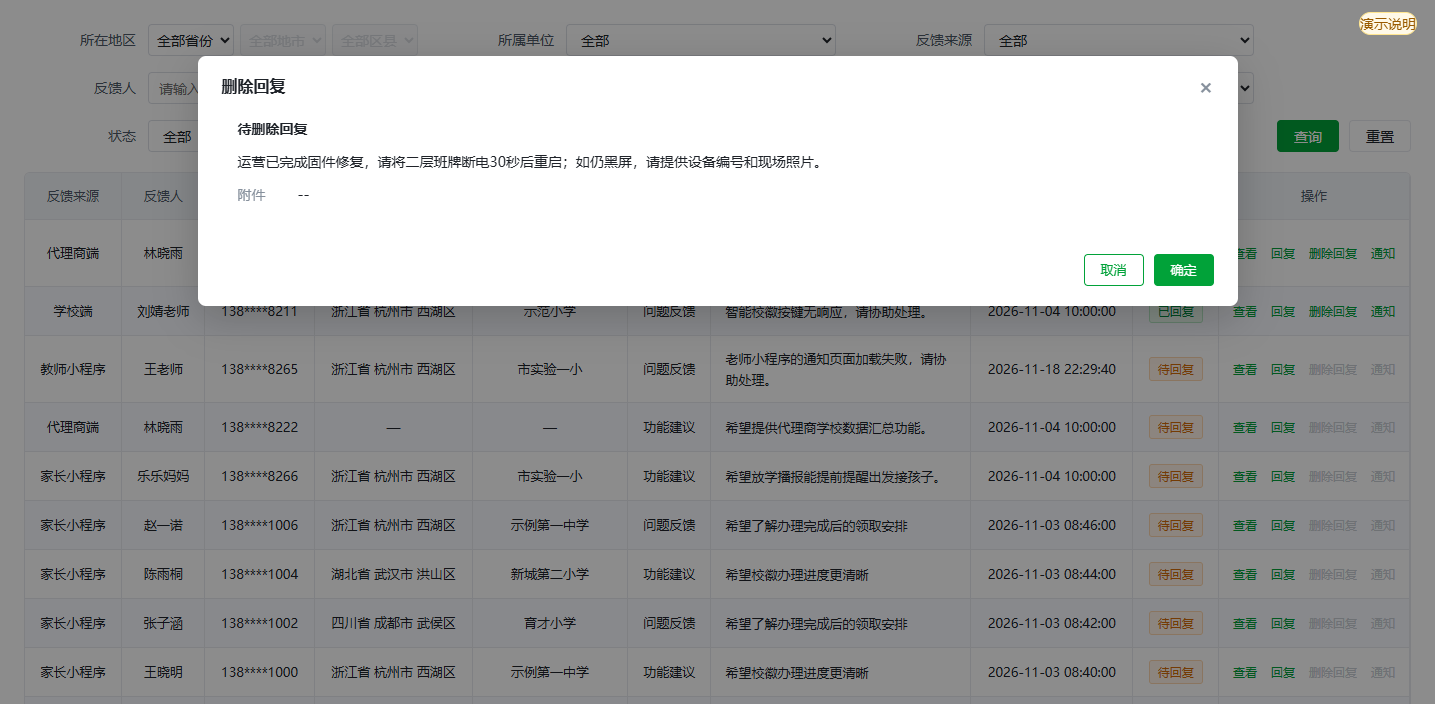 所在地区 全部省份 全部地市 全部区县 所属单位 全部 反馈来源 全部 演示说明
反馈人 请输入
状态 全部 查询 重置
删除回复 ×
待删除回复
运营已完成固件修复，请将二层班牌断电30秒后重启；如仍黑屏，请提供设备编号和现场照片。
附件 --
取消 确定
反馈来源 反馈人 操作
代理商端 林晓雨 查看 回复 删除回复 通知
学校端 刘婧老师 138****8211 浙江省 杭州市 西湖区 示范小学 问题反馈 智能校徽按键无响应，请协助处理。 2026-11-04 10:00:00 已回复 查看 回复 删除回复 通知
教师小程序 王老师 138****8265 浙江省 杭州市 西湖区 市实验一小 问题反馈 老师小程序的通知页面加载失败，请协
助处理。 2026-11-18 22:29:40 待回复 查看 回复 删除回复 通知
代理商端 林晓雨 138****8222 — — 功能建议 希望提供代理商学校数据汇总功能。 2026-11-04 10:00:00 待回复 查看 回复 删除回复 通知
家长小程序 乐乐妈妈 138****8266 浙江省 杭州市 西湖区 市实验一小 功能建议 希望放学播报能提前提醒出发接孩子。 2026-11-04 10:00:00 待回复 查看 回复 删除回复 通知
家长小程序 赵一诺 138****1006 浙江省 杭州市 西湖区 示例第一中学 问题反馈 希望了解办理完成后的领取安排 2026-11-03 08:46:00 待回复 查看 回复 删除回复 通知
家长小程序 陈雨桐 138****1004 湖北省 武汉市 洪山区 新城第二小学 功能建议 希望校徽办理进度更清晰 2026-11-03 08:44:00 待回复 查看 回复 删除回复 通知
家长小程序 张子涵 138****1002 四川省 成都市 武侯区 育才小学 问题反馈 希望了解办理完成后的领取安排 2026-11-03 08:42:00 待回复 查看 回复 删除回复 通知
家长小程序 王晓明 138****1000 浙江省 杭州市 西湖区 示例第一中学 功能建议 希望校徽办理进度更清晰 2026-11-03 08:40:00 待回复 查看 回复 删除回复 通知